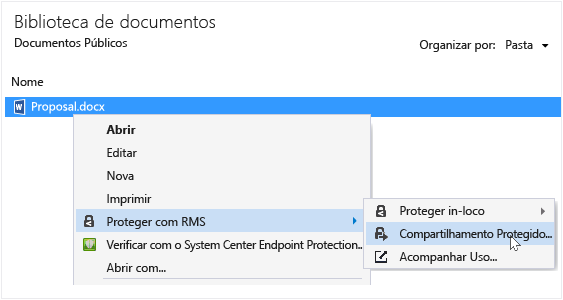 Biblioteca de documentos
Documentos Públicos
Organizar por: Pasta
Nome
Proposal.docx
Abrir
Editar
Nova
Imprimir
Proteger com RMS
Proteger in-loco
Compartilhamento Protegido...
Verificar com o System Center Endpoint Protection...
Acompanhar Uso...
Abrir com...